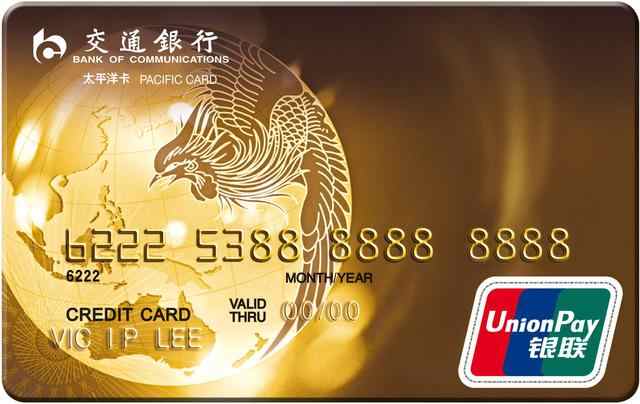 交通銀行
BANK OF COMMUNICATIONS
太平洋卡 PACIFIC CARD
6222 5388 8888 8888
6222
MONTH/YEAR
CREDIT CARD
VALID THRU 00/00
VIC I P LEE
UnionPay
银联